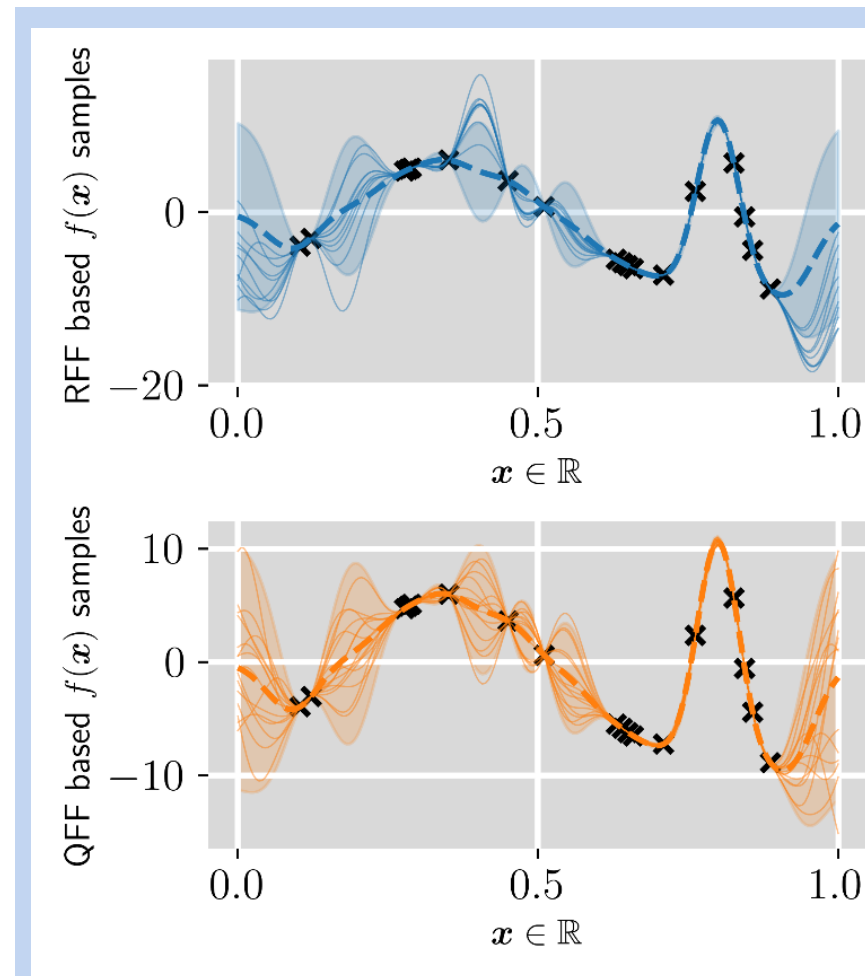 RFF based f(x) samples
0
−20
0.0 0.5 1.0
x ∈ ℝ
QFF based f(x) samples
10
0
−10
0.0 0.5 1.0
x ∈ ℝ